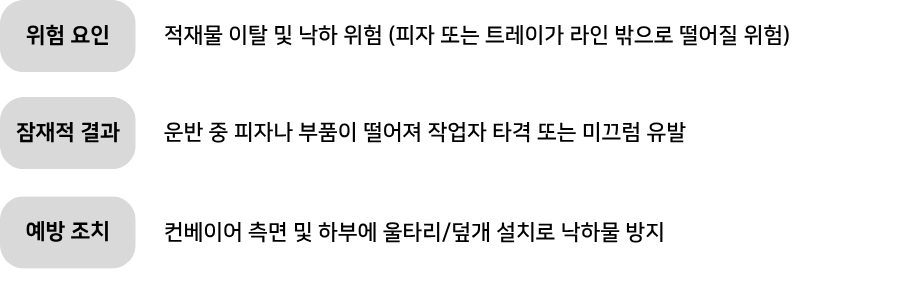 위험 요인 적재물 이탈 및 낙하 위험 (피자 또는 트레이가 라인 밖으로 떨어질 위험)
잠재적 결과 운반 중 피자나 부품이 떨어져 작업자 타격 또는 미끄럼 유발
예방 조치 컨베이어 측면 및 하부에 울타리/덮개 설치로 낙하물 방지